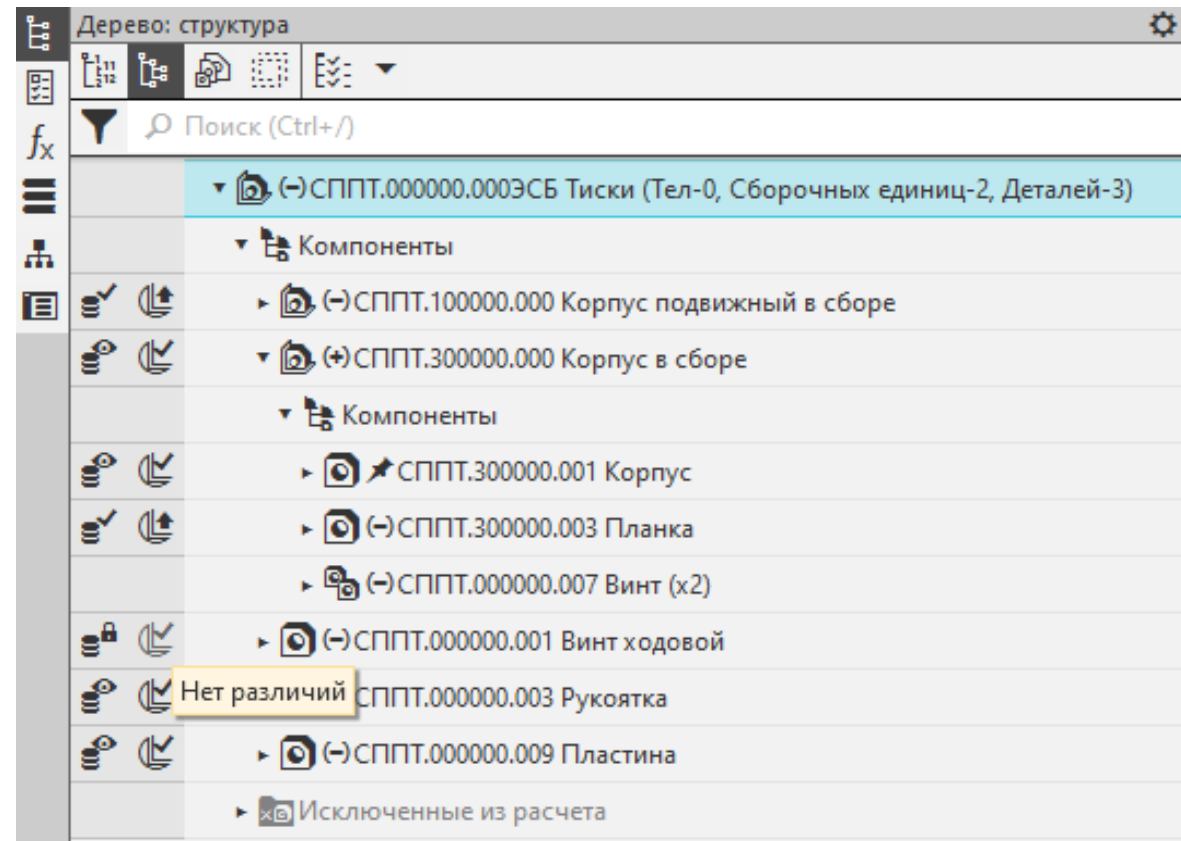 Дерево: структура
Поиск (Ctrl+/)
(-)СППТ.000000.000ЭСБ Тиски (Тел-0, Сборочных единиц-2, Деталей-3)
Компоненты
(-)СППТ.100000.000 Корпус подвижный в сборе
(+)СППТ.300000.000 Корпус в сборе
Компоненты
СППТ.300000.001 Корпус
(-)СППТ.300000.003 Планка
(-)СППТ.000000.007 Винт (x2)
(-)СППТ.000000.001 Винт ходовой
Нет различий
СППТ.000000.003 Рукоятка
(-)СППТ.000000.009 Пластина
Исключенные из расчета